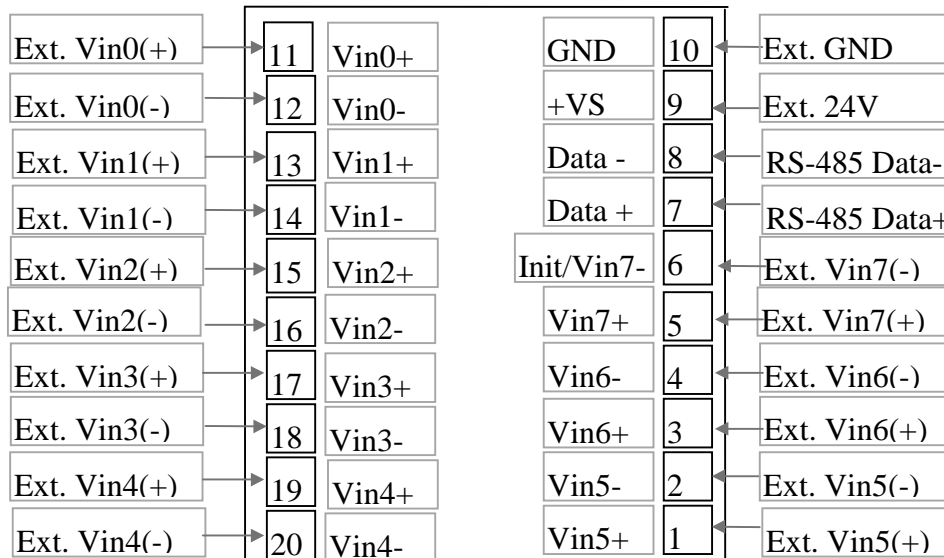 Ext. Vin0(+) 11 Vin0+ GND 10 Ext. GND
Ext. Vin0(-) 12 Vin0- +VS 9 Ext. 24V
Ext. Vin1(+) 13 Vin1+ Data - 8 RS-485 Data-
Ext. Vin1(-) 14 Vin1- Data + 7 RS-485 Data+
Ext. Vin2(+) 15 Vin2+ Init/Vin7- 6 Ext. Vin7(-)
Ext. Vin2(-) 16 Vin2- Vin7+ 5 Ext. Vin7(+)
Ext. Vin3(+) 17 Vin3+ Vin6- 4 Ext. Vin6(-)
Ext. Vin3(-) 18 Vin3- Vin6+ 3 Ext. Vin6(+)
Ext. Vin4(+) 19 Vin4+ Vin5- 2 Ext. Vin5(-)
Ext. Vin4(-) 20 Vin4- Vin5+ 1 Ext. Vin5(+)